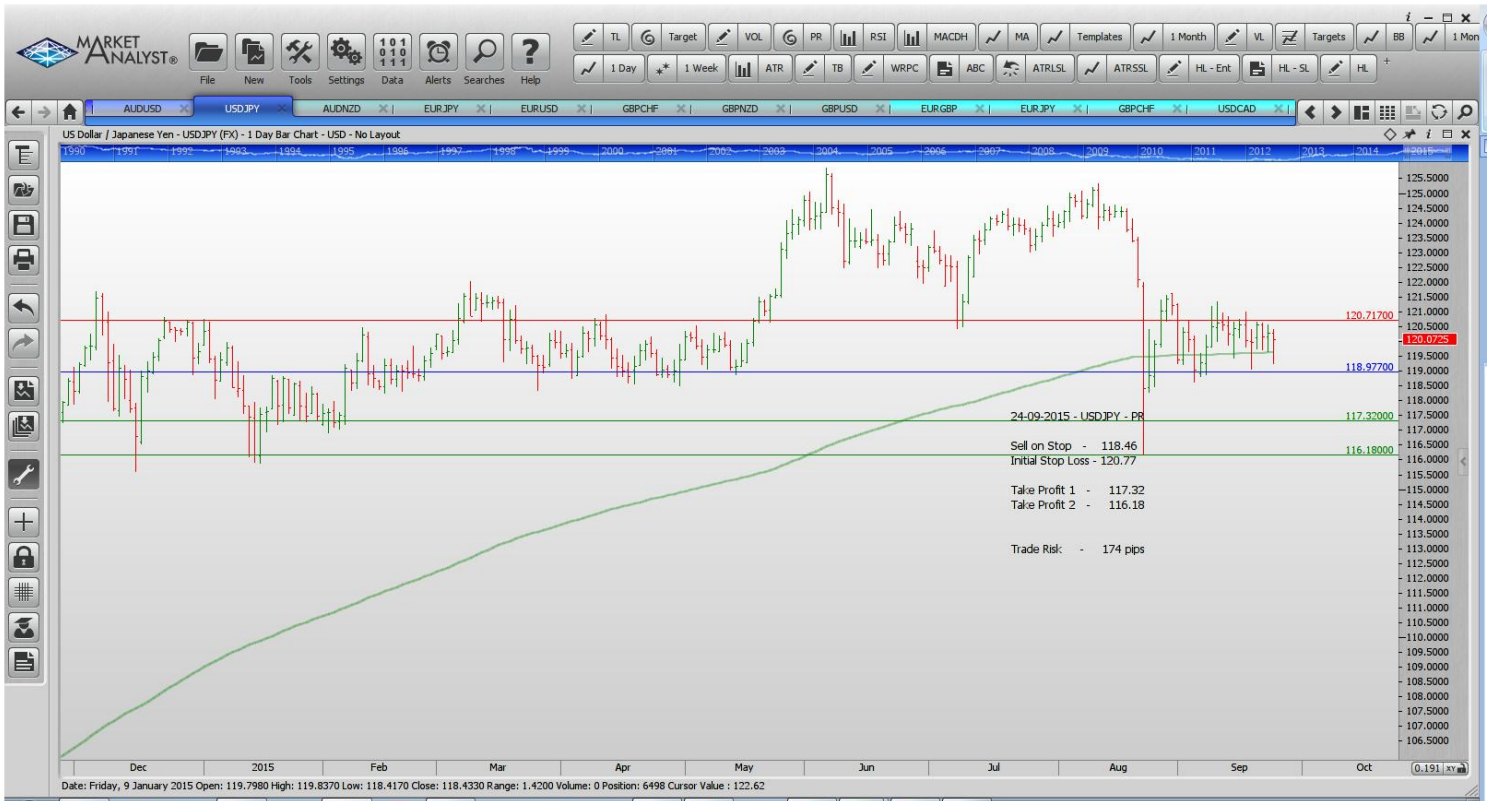 MARKET
ANALYST®
File New Tools Settings Data Alerts Searches Help
TL Target VOL PR RSI MACDH MA Templates 1 Month VL Targets BB 1 Mon
1 Day 1 Week ATR TB WRPC ABC ATRLSL ATRSSL HL - Ent HL - SL HL
AUDUSD USDJPY AUDNZD EURJPY EURUSD GBPCHF GBPNZD GBPUSD EURGBP EURJPY GBPCHF USDCAD
US Dollar / Japanese Yen - USDJPY (FX) - 1 Day Bar Chart - USD - No Layout
1990 1991 1992 1983 1994 1995 1986 1997 1998 1999 2000 2001 2002 2003 2004 2005 2006 2007 2008 2009 2010 2011 2012 2013 2014 2015
125.5000
125.0000
124.5000
124.0000
123.5000
123.0000
122.5000
122.0000
121.5000
121.0000
120.71700
120.5000
120.0725
119.5000
118.97700
119.0000
118.5000
118.0000
117.5000
117.32000
117.0000
116.5000
116.18000
116.0000
115.5000
115.0000
114.5000
114.0000
113.5000
113.0000
112.5000
112.0000
111.5000
111.0000
110.5000
110.0000
109.5000
109.0000
108.5000
108.0000
107.5000
107.0000
106.5000
24-09-2015 - USDJPY - PR
Sell on Stop - 118.46
Initial Stop Loss - 120.77
Take Profit 1 - 117.32
Take Profit 2 - 116.18
Trade Risk - 174 pips
Dec 2015 Feb Mar Apr May Jun Jul Aug Sep Oct
0.191 XY
Date: Friday, 9 January 2015 Open: 119.7980 High: 119.8370 Low: 118.4170 Close: 118.4330 Range: 1.4200 Volume: 0 Position: 6498 Cursor Value : 122.62